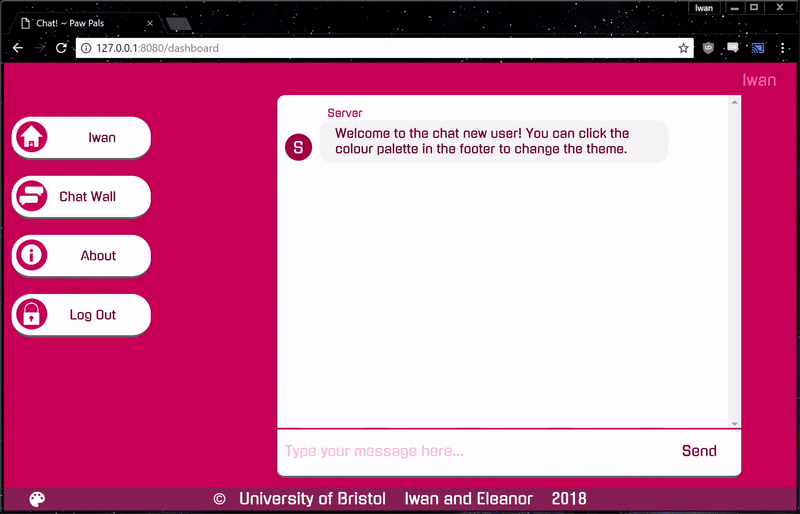 Iwan
Chat! ~ Paw Pals
127.0.0.1:8080/dashboard
Iwan
Iwan
Chat Wall
About
Log Out
Server
S
Welcome to the chat new user! You can click the
colour palette in the footer to change the theme.
Type your message here...
Send
© University of Bristol Iwan and Eleanor 2018